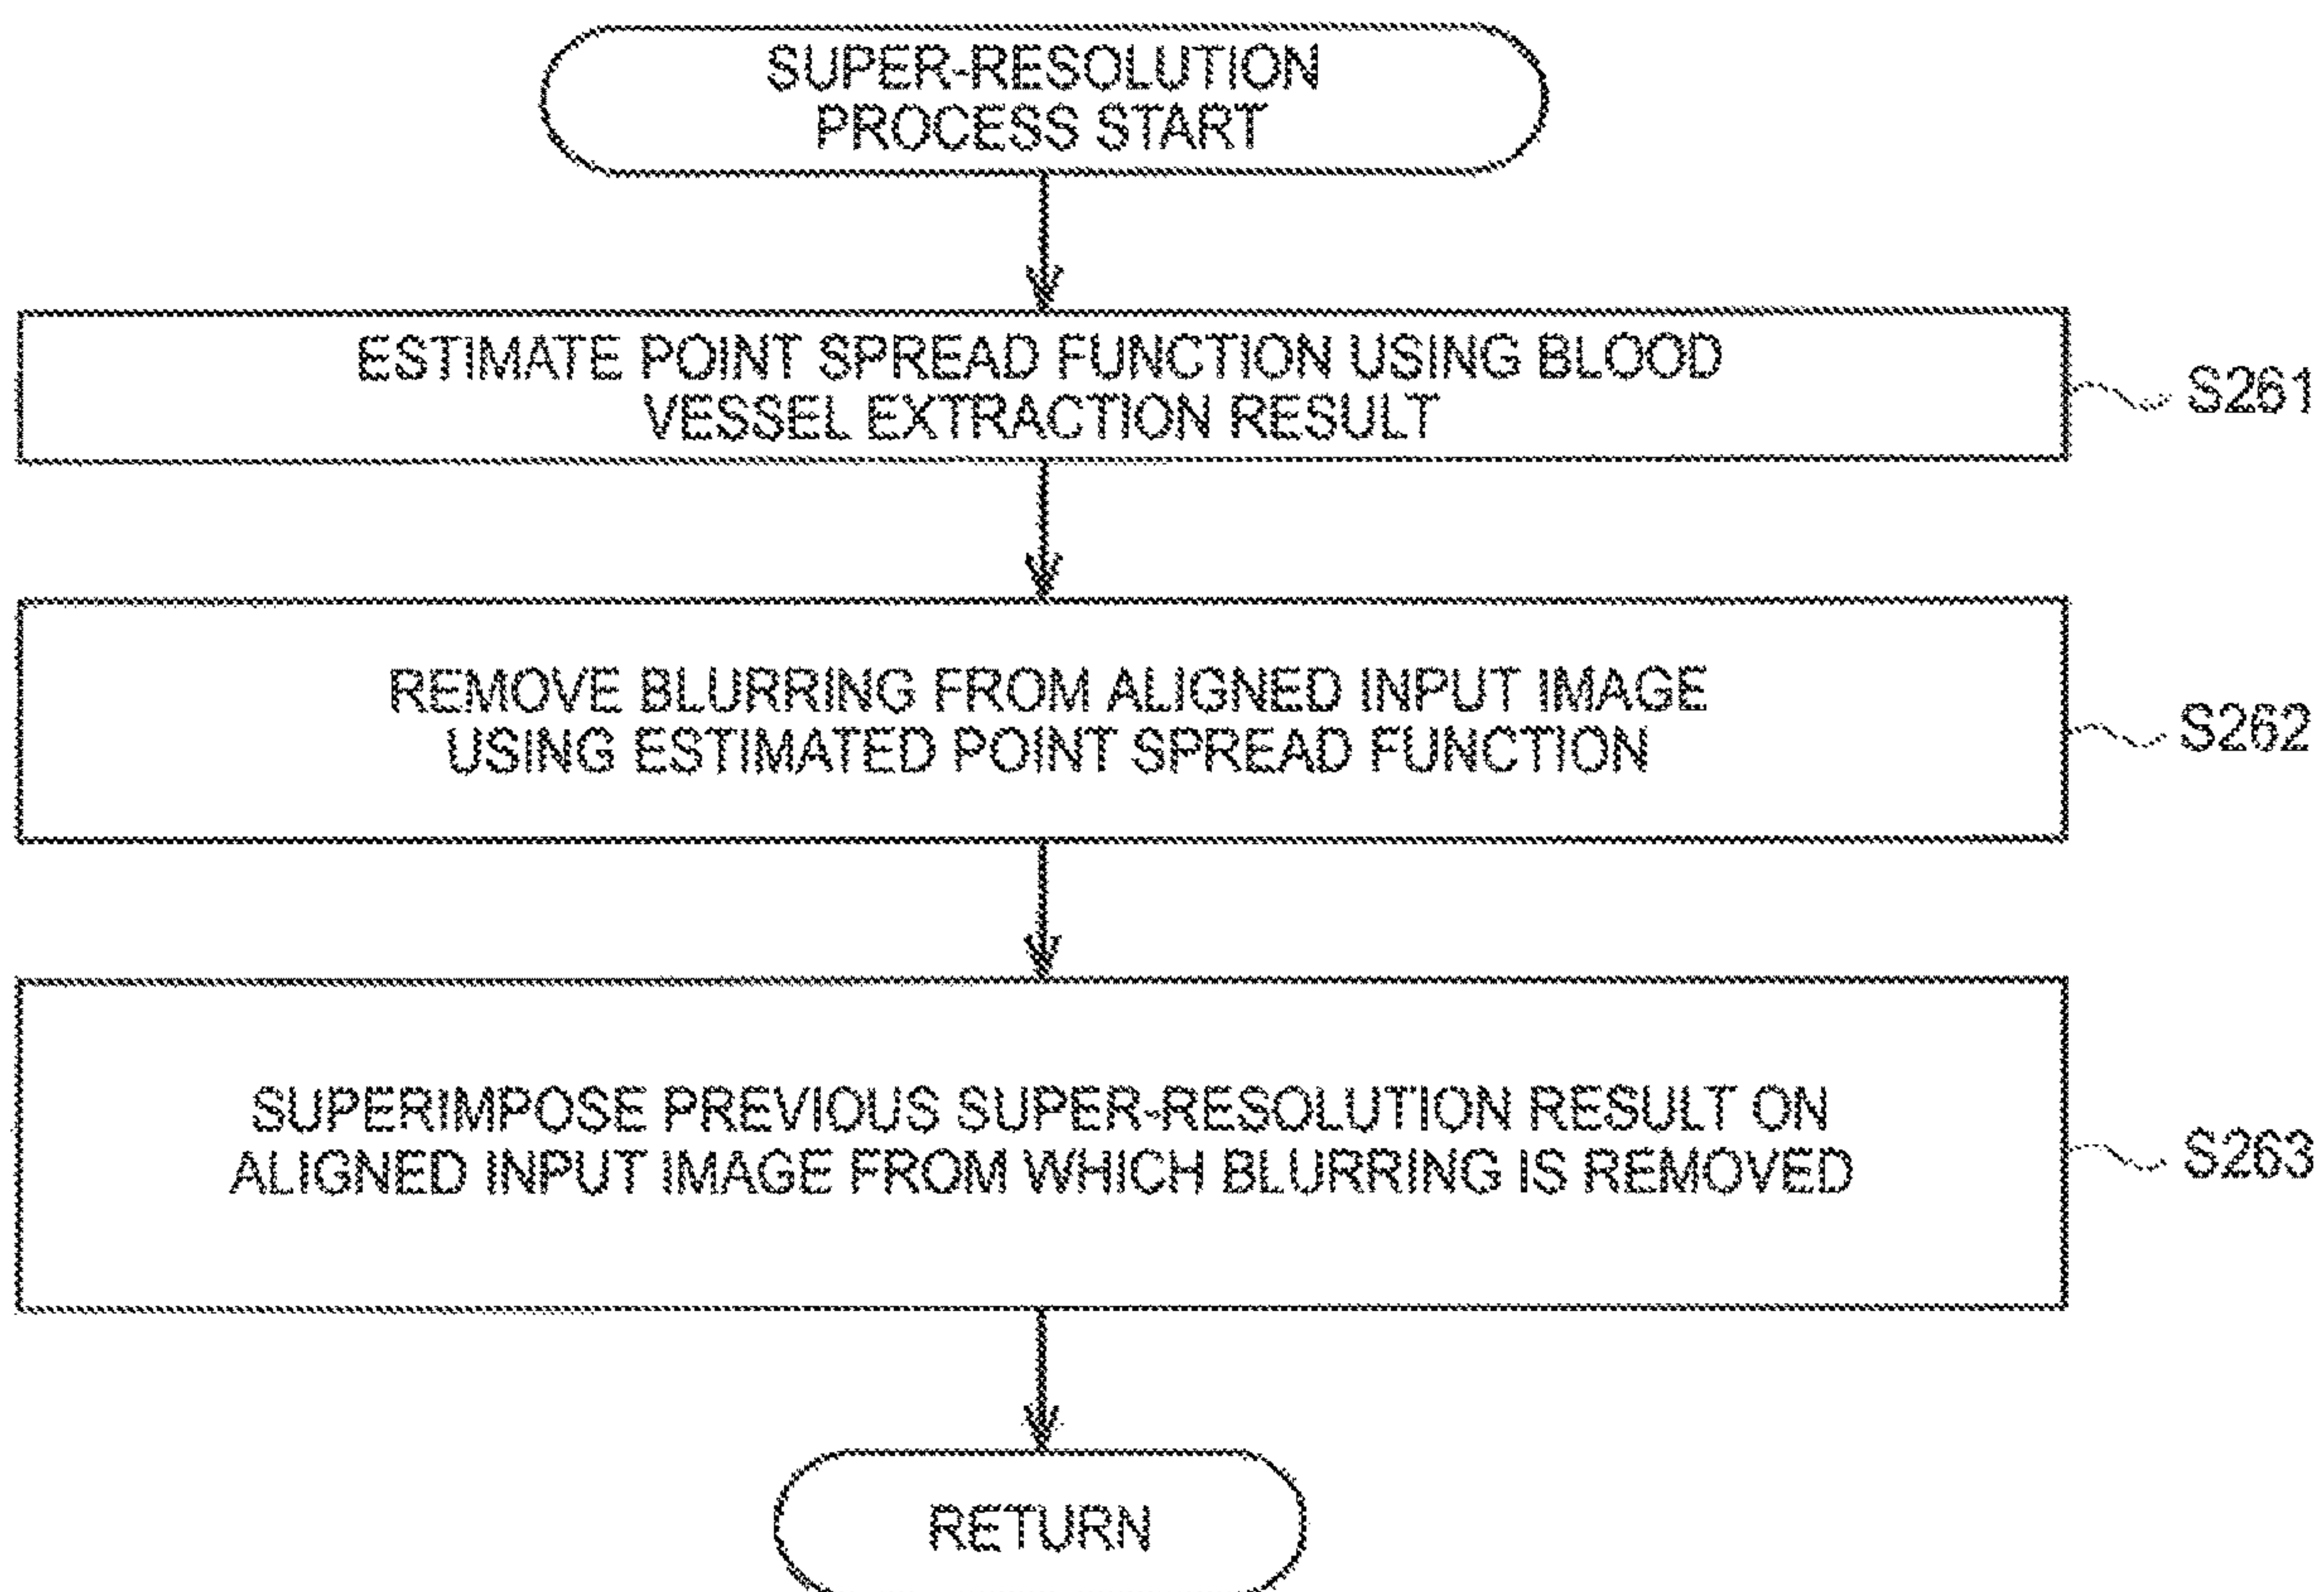 SUPER-RESOLUTION
PROCESS START
ESTIMATE POINT SPREAD FUNCTION USING BLOOD
VESSEL EXTRACTION RESULT
S261
REMOVE BLURRING FROM ALIGNED INPUT IMAGE
USING ESTIMATED POINT SPREAD FUNCTION
S262
SUPERIMPOSE PREVIOUS SUPER-RESOLUTION RESULT ON
ALIGNED INPUT IMAGE FROM WHICH BLURRING IS REMOVED
S263
RETURN